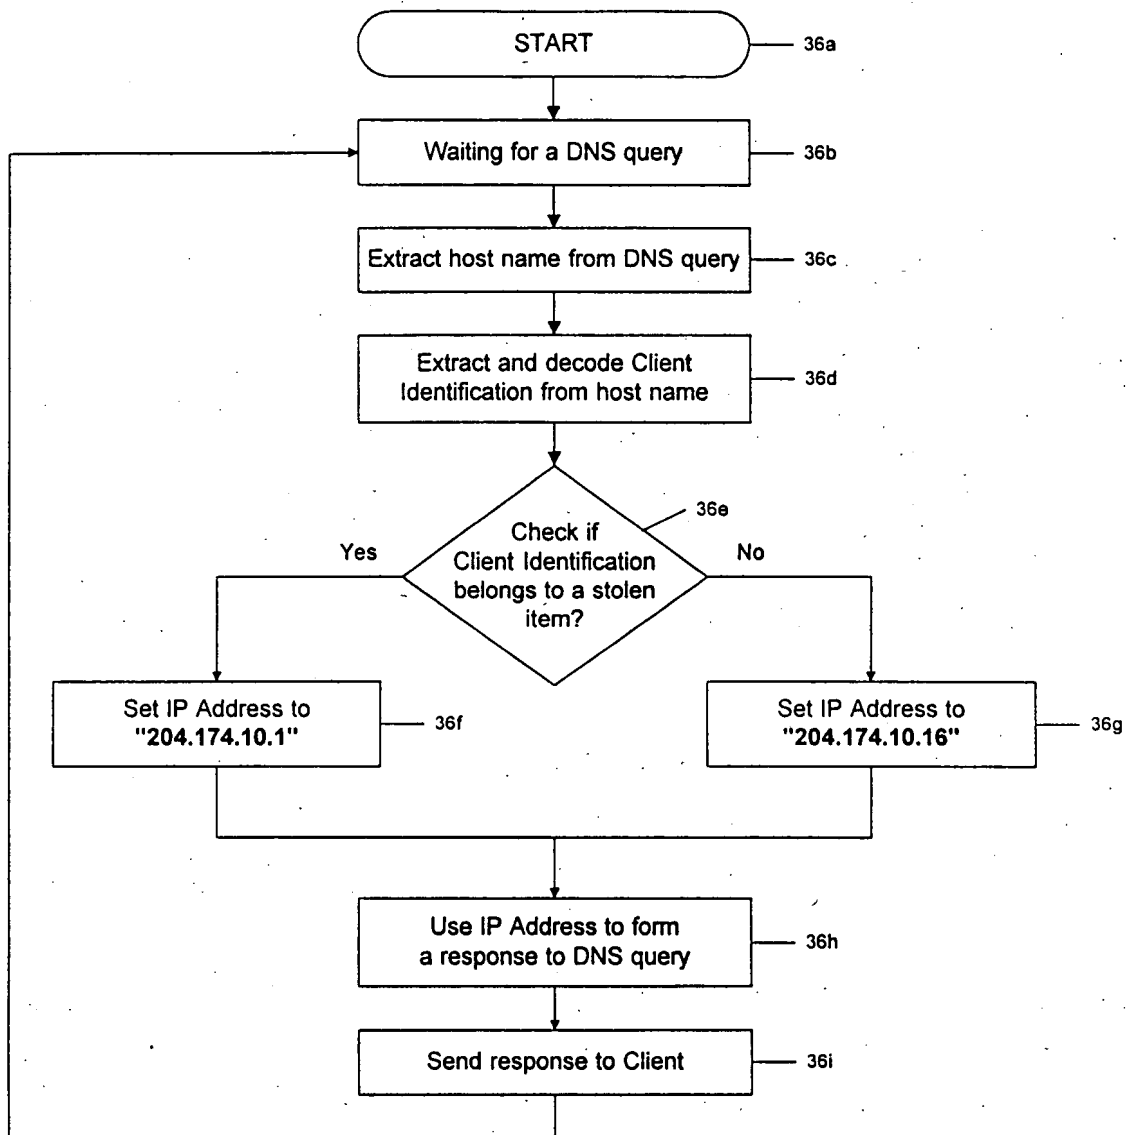 START
36a
Waiting for a DNS query
36b
Extract host name from DNS query
36c
Extract and decode Client
Identification from host name
36d
Check if
Client Identification
belongs to a stolen
item?
36e
Yes
No
Set IP Address to
"204.174.10.1"
36f
Set IP Address to
"204.174.10.16"
36g
Use IP Address to form
a response to DNS query
36h
Send response to Client
36i